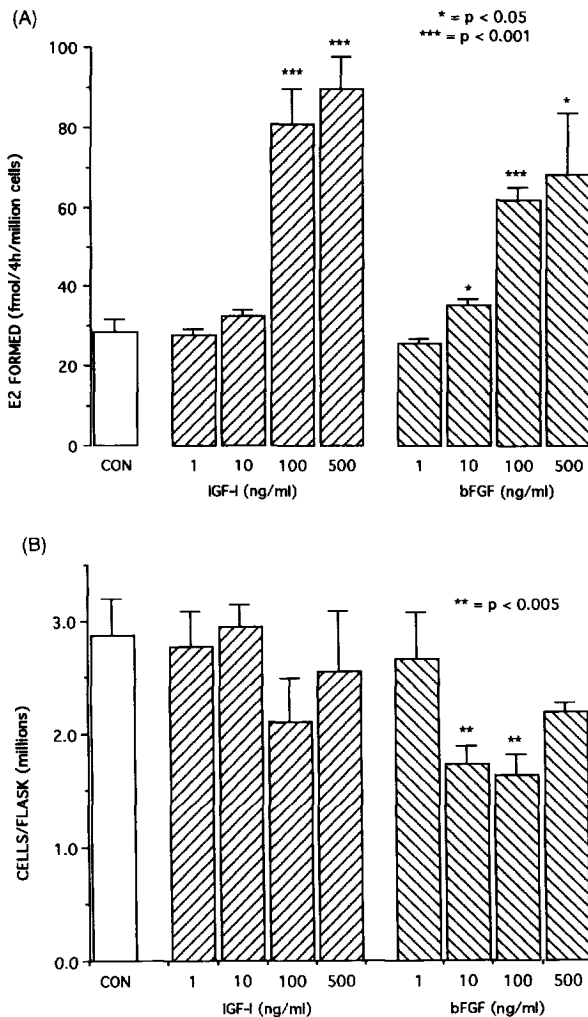 (A)
* = p < 0.05
*** = p < 0.001
E2 FORMED (fmol/4h/million cells)
100
80
60
40
20
0
***
***
*
***
*
CON
1 10 100 500
IGF-I (ng/ml)
1 10 100 500
bFGF (ng/ml)
(B)
** = p < 0.005
CELLS/FLASK (millions)
3.0
2.0
1.0
0.0
**
**
CON
1 10 100 500
IGF-I (ng/ml)
1 10 100 500
bFGF (ng/ml)